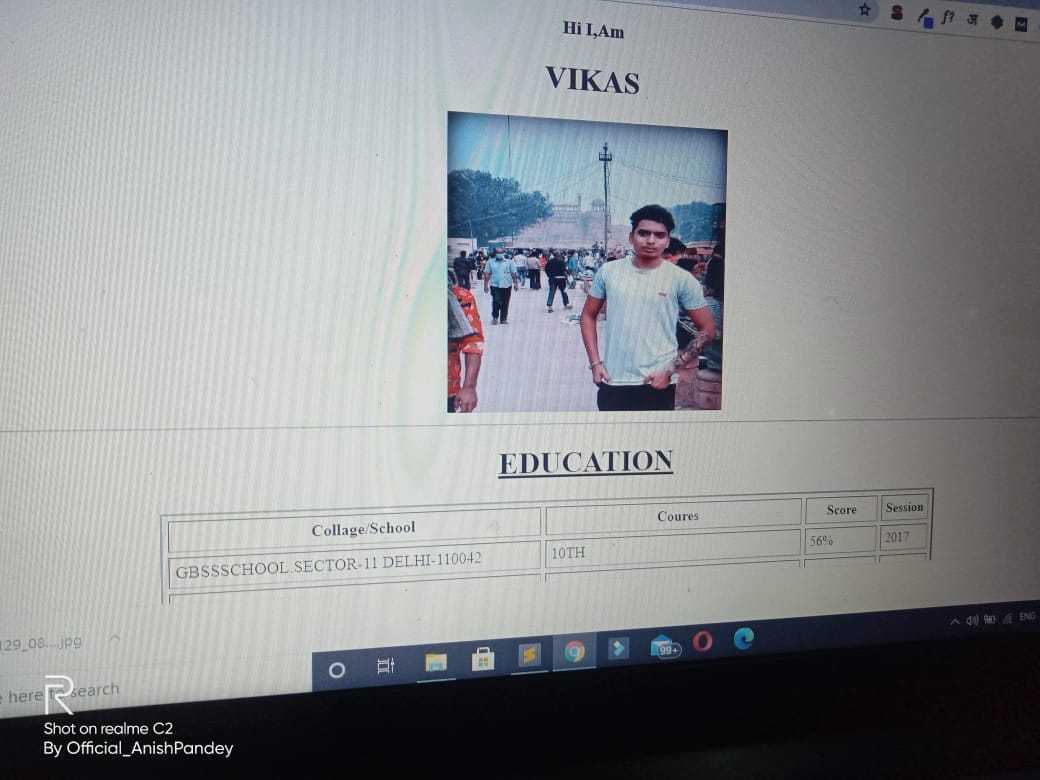 Hi I,Am
VIKAS
EDUCATION
Collage/School Coures Score Session
GBSSSCHOOL.SECTOR-11 DELHI-110042 10TH 56% 2017
129_08...jpg
99+
ENG
here to search
R
Shot on realme C2
By Official_AnishPandey